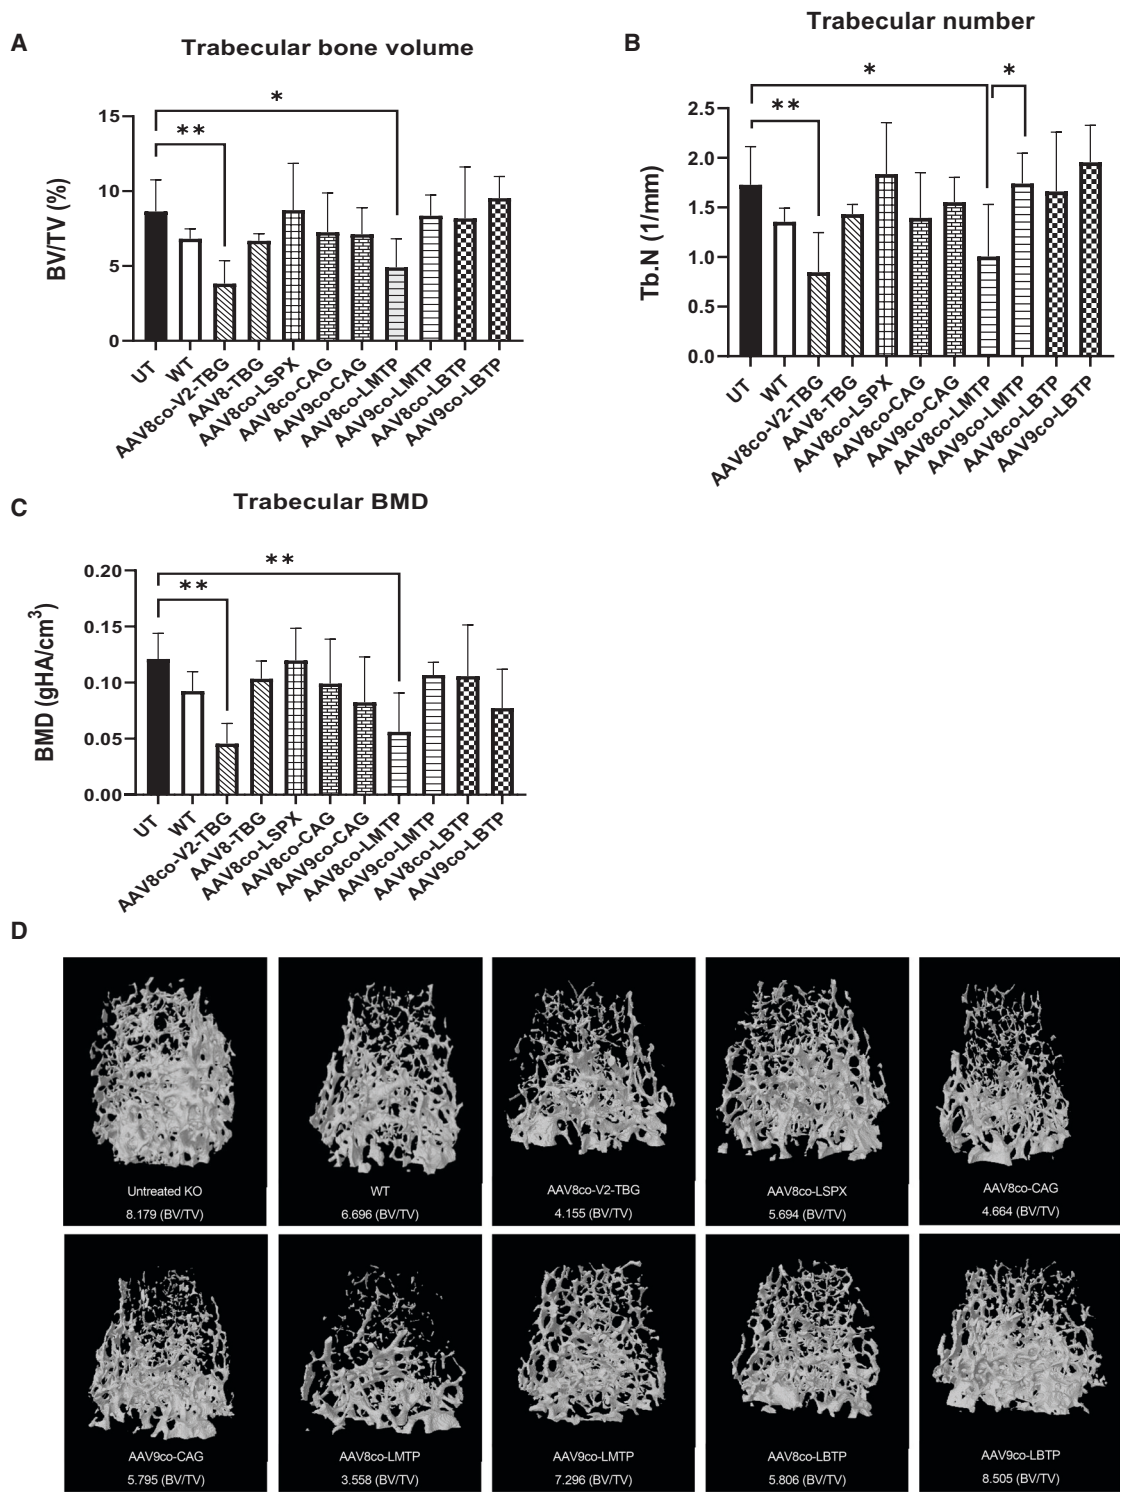 A
Trabecular bone volume
*
**
15
10
5
0
BV/TV (%)
UT
WT
AAV8co-V2-TBG
AAV8-TBG
AAV8co-LSPX
AAV8co-CAG
AAV9co-CAG
AAV8co-LMTP
AAV9co-LMTP
AAV8co-LBTP
AAV9co-LBTP
B
Trabecular number
*
*
**
2.5
2.0
1.5
1.0
0.5
0.0
Tb.N (1/mm)
UT
WT
AAV8co-V2-TBG
AAV8-TBG
AAV8co-LSPX
AAV8co-CAG
AAV9co-CAG
AAV8co-LMTP
AAV9co-LMTP
AAV8co-LBTP
AAV9co-LBTP
C
Trabecular BMD
**
**
0.20
0.15
0.10
0.05
0.00
BMD (gHA/cm³)
UT
WT
AAV8co-V2-TBG
AAV8-TBG
AAV8co-LSPX
AAV8co-CAG
AAV9co-CAG
AAV8co-LMTP
AAV9co-LMTP
AAV8co-LBTP
AAV9co-LBTP
D
Untreated KO
8.179 (BV/TV)
WT
6.696 (BV/TV)
AAV8co-V2-TBG
4.155 (BV/TV)
AAV8co-LSPX
5.694 (BV/TV)
AAV8co-CAG
4.664 (BV/TV)
AAV9co-CAG
5.795 (BV/TV)
AAV8co-LMTP
3.558 (BV/TV)
AAV9co-LMTP
7.296 (BV/TV)
AAV8co-LBTP
5.806 (BV/TV)
AAV9co-LBTP
8.505 (BV/TV)